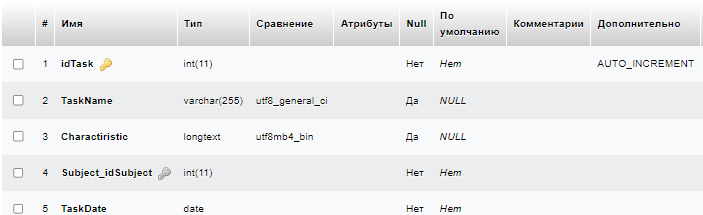 # Имя Тип Сравнение Атрибуты Null По умолчанию Комментарии Дополнительно
1 idTask int(11) Нет Нет AUTO_INCREMENT
2 TaskName varchar(255) utf8_general_ci Да NULL
3 Charactiristic longtext utf8mb4_bin Да NULL
4 Subject_idSubject int(11) Нет Нет
5 TaskDate date Нет Нет